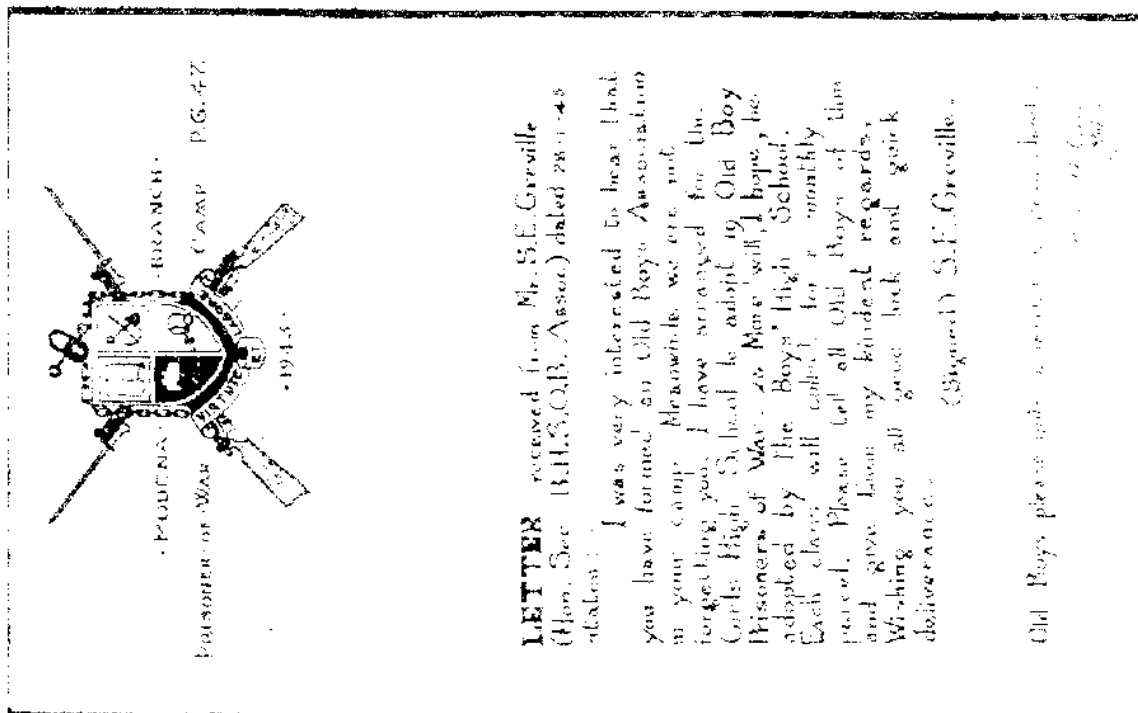 · MODENA · BRANCH ·
PRISONER OF WAR CAMP P.G. 47
VIRTUTE ET LABORE
· 1943 ·
LETTER received from Mr. S.E. Greville
(Hon. Sec B.H.S.O.B. Assoc) dated 28-1-43
states :
I was very interested to hear that
you have formed an Old Boys Association
in your camp. Meanwhile we are not
forgetting you. I have arranged for the
Girls High School to adopt 19 Old Boy
Prisoners of War. 26 More will, I hope, be
adopted by the Boys' High School.
Each class will collect for a monthly
parcel. Please tell all Old Boys of this
and give them my kindest regards.
Wishing you all good luck and quick
deliverance.
(Signed) S.E. Greville.
Old Boys please